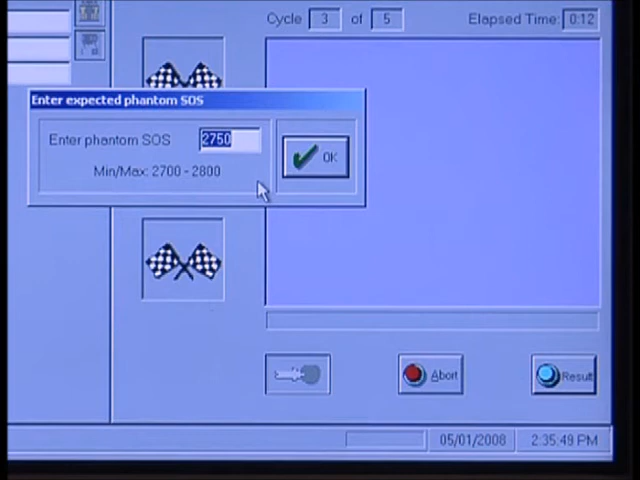 Cycle 3 of 5 Elapsed Time: 0:12
Enter expected phantom SOS
Enter phantom SOS 2750
OK
Min/Max: 2700 - 2800
Abort Result
05/01/2008 2:35:49 PM